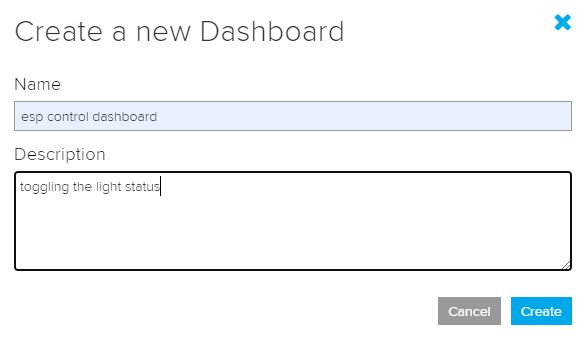 Create a new Dashboard
Name
esp control dashboard
Description
toggling the light status
Cancel Create